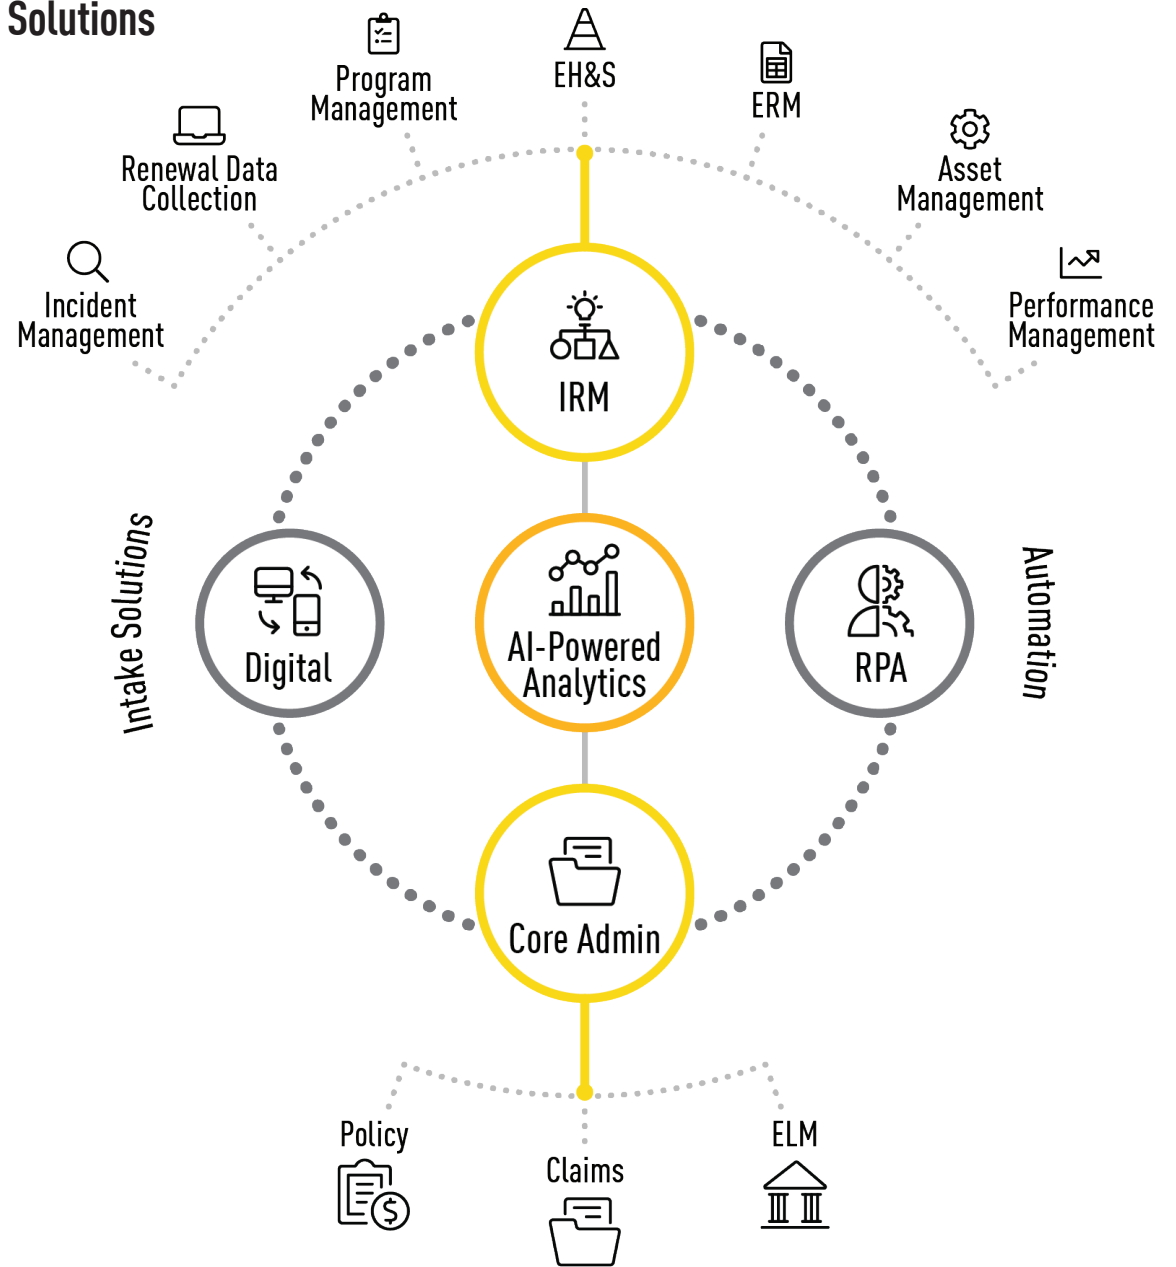 Solutions
Program
Management
EH&S
ERM
Renewal Data
Collection
Asset
Management
Incident
Management
Performance
Management
IRM
Intake Solutions
Digital
AI-Powered
Analytics
RPA
Automation
Core Admin
Policy
Claims
ELM
$